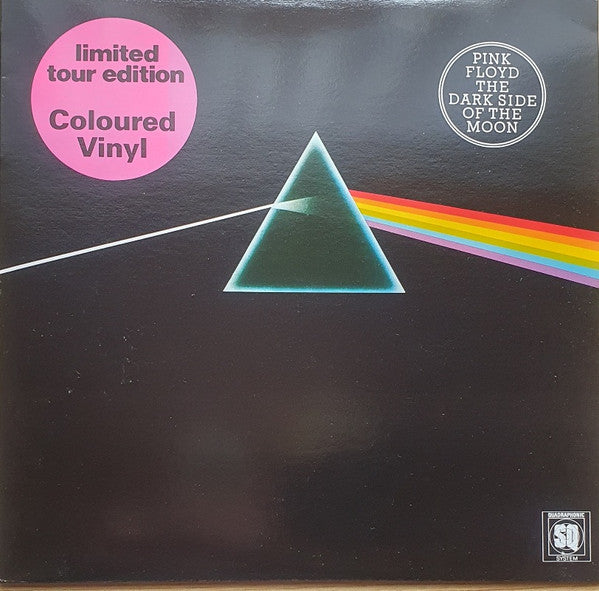 limited
tour edition
Coloured
Vinyl
PINK
FLOYD
THE
DARK SIDE
OF THE
MOON
QUADRAPHONIC
SQ
SYSTEM